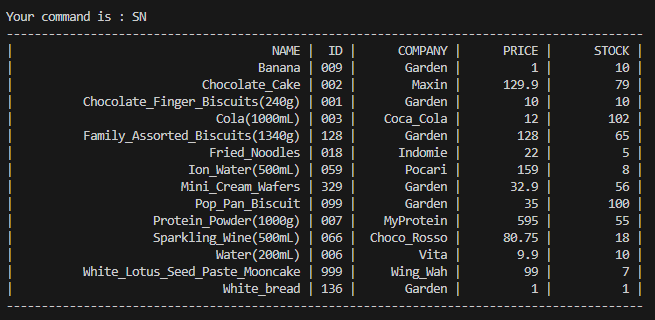 Your command is : SN
-------------------------------------------------------------------------------------------
| NAME | ID | COMPANY | PRICE | STOCK |
| Banana | 009 | Garden | 1 | 10 |
| Chocolate_Cake | 002 | Maxin | 129.9 | 79 |
| Chocolate_Finger_Biscuits(240g) | 001 | Garden | 10 | 10 |
| Cola(1000mL) | 003 | Coca_Cola | 12 | 102 |
| Family_Assorted_Biscuits(1340g) | 128 | Garden | 128 | 65 |
| Fried_Noodles | 018 | Indomie | 22 | 5 |
| Ion_Water(500mL) | 059 | Pocari | 159 | 8 |
| Mini_Cream_Wafers | 329 | Garden | 32.9 | 56 |
| Pop_Pan_Biscuit | 099 | Garden | 35 | 100 |
| Protein_Powder(1000g) | 007 | MyProtein | 595 | 55 |
| Sparkling_Wine(500mL) | 066 | Choco_Rosso | 80.75 | 18 |
| Water(200mL) | 006 | Vita | 9.9 | 10 |
| White_Lotus_Seed_Paste_Mooncake | 999 | Wing_Wah | 99 | 7 |
| White_bread | 136 | Garden | 1 | 1 |
-------------------------------------------------------------------------------------------